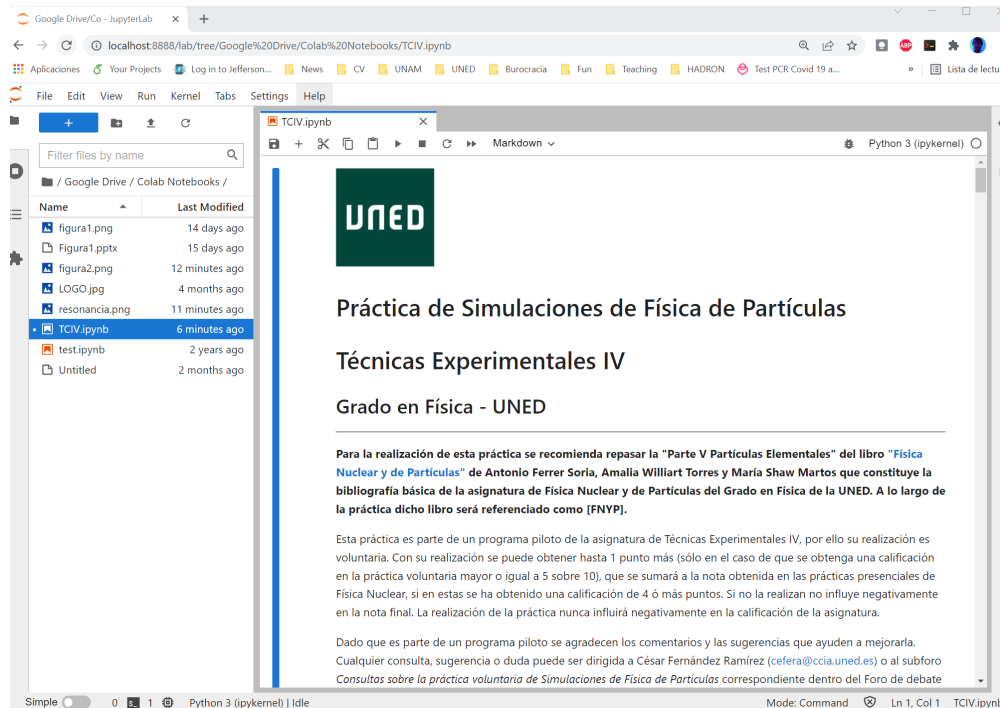 Google Drive/Co - JupyterLab
localhost:8888/lab/tree/Google%20Drive/Colab%20Notebooks/TCIV.ipynb
Aplicaciones Your Projects Log in to Jefferson... News CV UNAM UNED Burocracia Fun Teaching HADRON Test PCR Covid 19 a... » Lista de lectu
File Edit View Run Kernel Tabs Settings Help
TCIV.ipynb
Markdown
Python 3 (ipykernel)
Filter files by name
/ Google Drive / Colab Notebooks /
Name Last Modified
figura1.png 14 days ago
Figura1.pptx 15 days ago
figura2.png 12 minutes ago
LOGO.jpg 4 months ago
resonancia.png 11 minutes ago
TCIV.ipynb 6 minutes ago
test.ipynb 2 years ago
Untitled 2 months ago
UNED
Práctica de Simulaciones de Física de Partículas
Técnicas Experimentales IV
Grado en Física - UNED
Para la realización de esta práctica se recomienda repasar la "Parte V Partículas Elementales" del libro "Física
Nuclear y de Partículas" de Antonio Ferrer Soria, Amalia Williart Torres y María Shaw Martos que constituye la
bibliografía básica de la asignatura de Física Nuclear y de Partículas del Grado en Física de la UNED. A lo largo de
la práctica dicho libro será referenciado como [FNYP].
Esta práctica es parte de un programa piloto de la asignatura de Técnicas Experimentales IV, por ello su realización es
voluntaria. Con su realización se puede obtener hasta 1 punto más (sólo en el caso de que se obtenga una calificación
en la práctica voluntaria mayor o igual a 5 sobre 10), que se sumará a la nota obtenida en las prácticas presenciales de
Física Nuclear, si en estas se ha obtenido una calificación de 4 ó más puntos. Si no la realizan no influye negativamente
en la nota final. La realización de la práctica nunca influirá negativamente en la calificación de la asignatura.
Dado que es parte de un programa piloto se agradecen los comentarios y las sugerencias que ayuden a mejorarla.
Cualquier consulta, sugerencia o duda puede ser dirigida a César Fernández Ramírez (cefera@ccia.uned.es) o al subforo
Consultas sobre la práctica voluntaria de Simulaciones de Física de Partículas correspondiente dentro del Foro de debate
Simple 0 1 Python 3 (ipykernel) | Idle Mode: Command Ln 1, Col 1 TCIV.ipynb